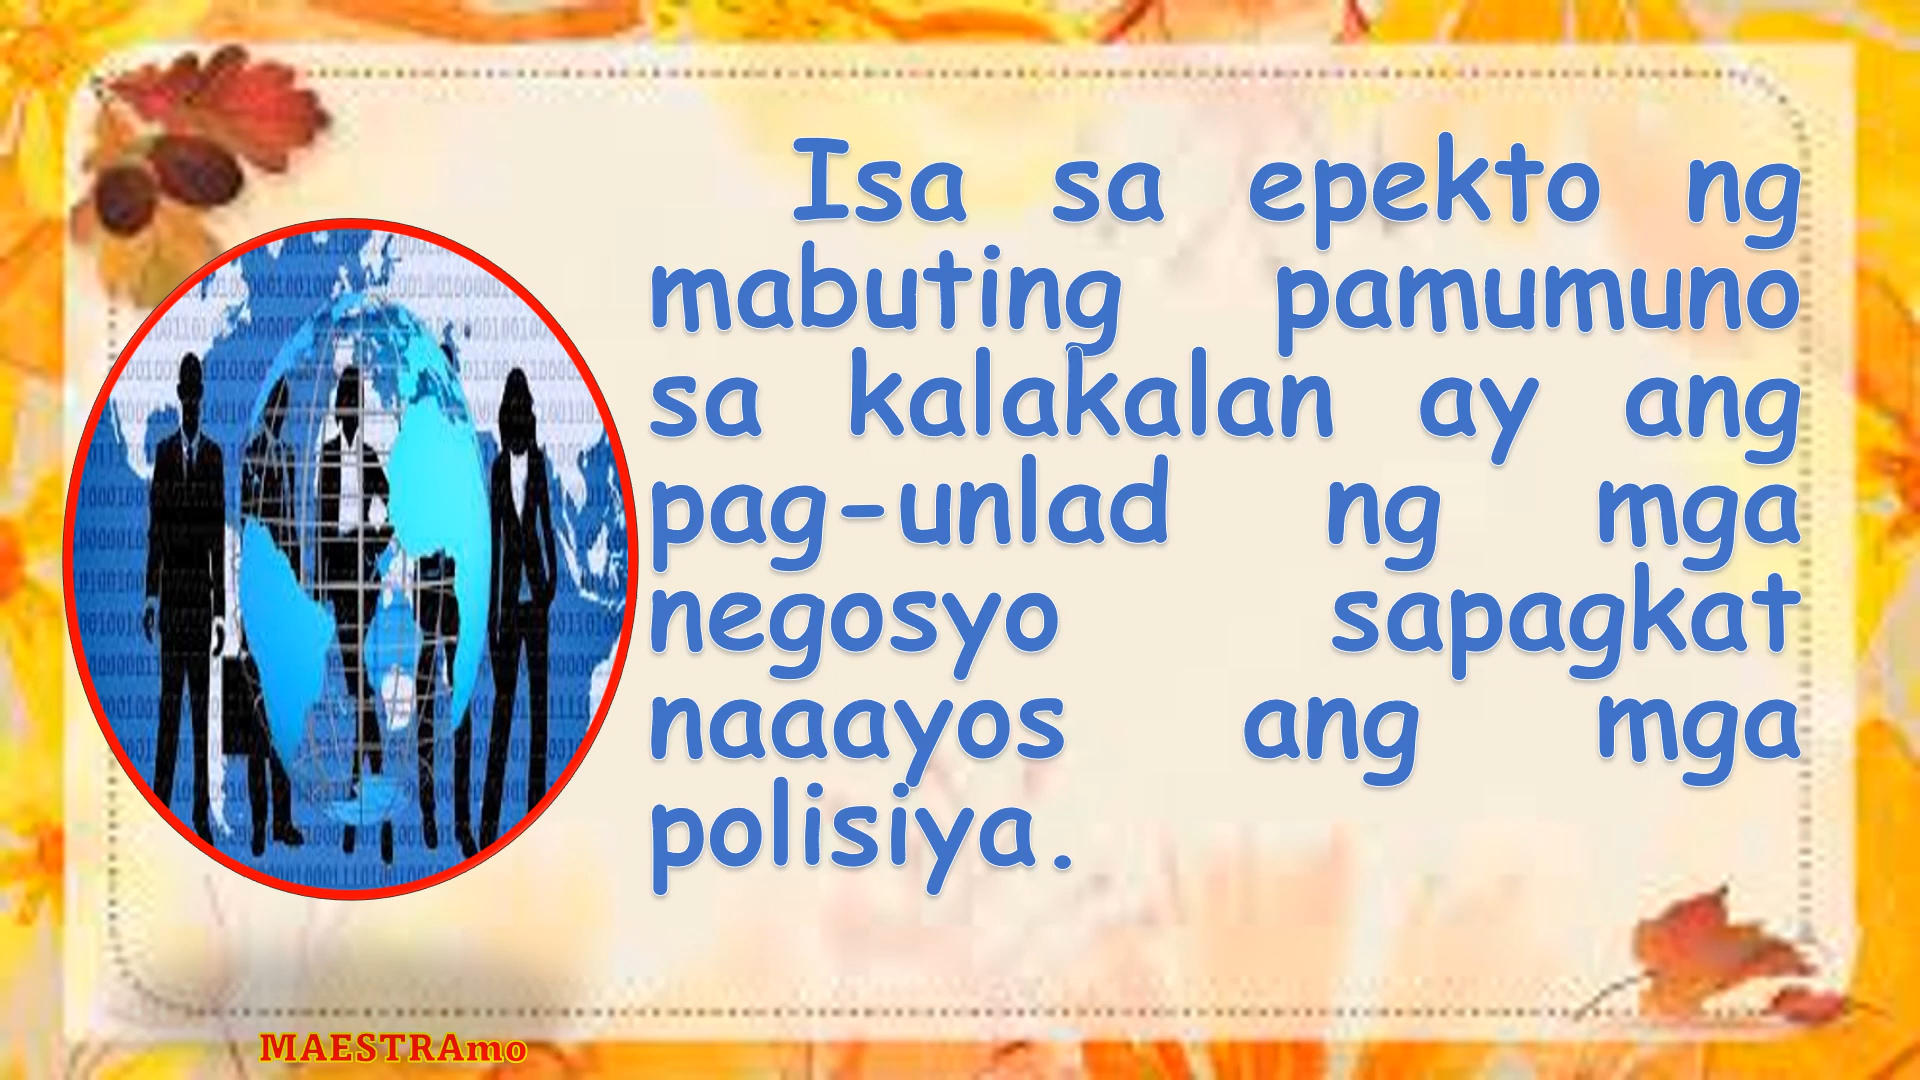 Isa sa epekto ng
mabuting pamumuno
sa kalakalan ay ang
pag-unlad ng mga
negosyo sapagkat
naaayos ang mga
polisiya.
MAESTRAmo